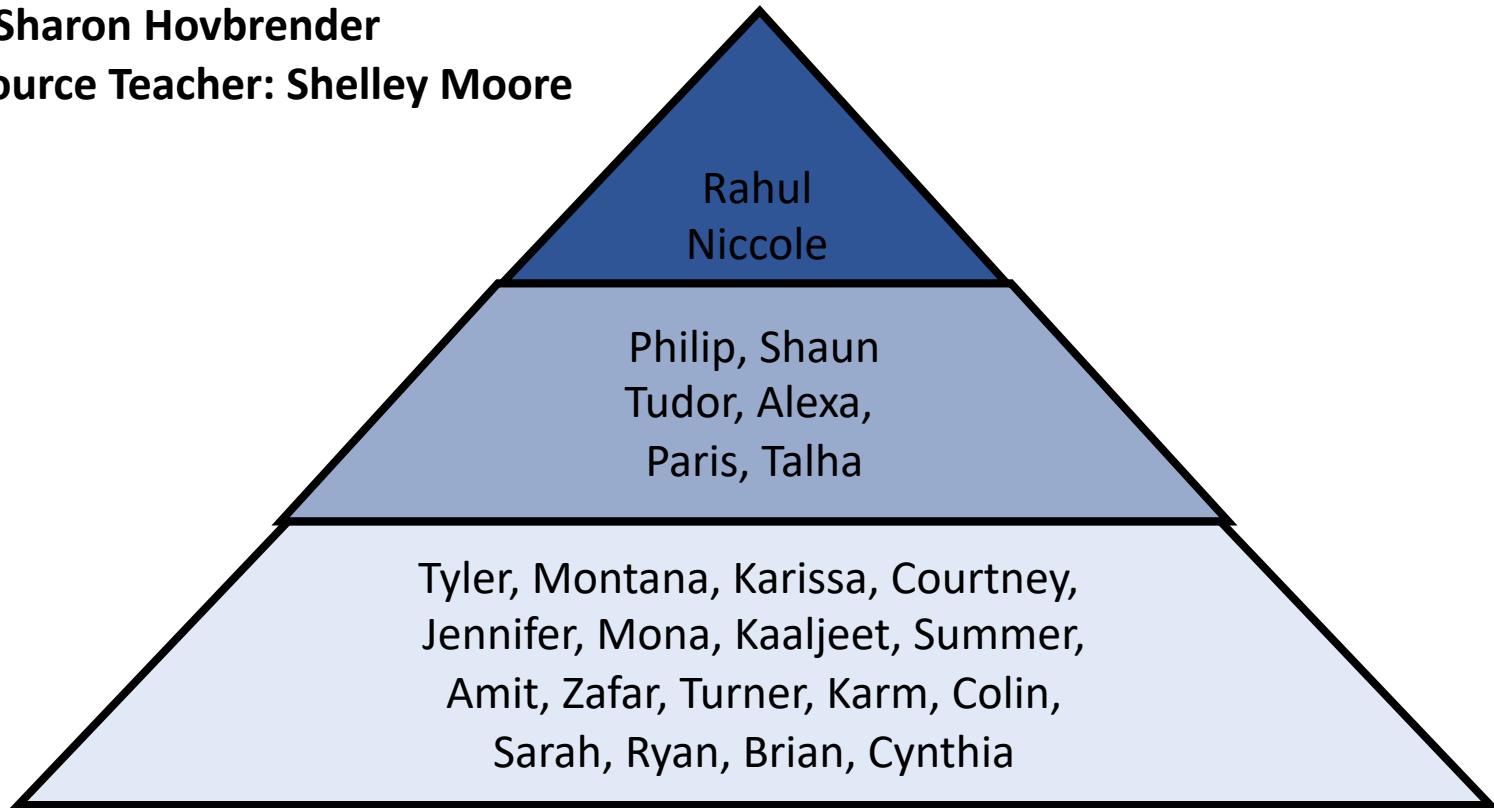 Sharon Hovbrender
ource Teacher: Shelley Moore
Rahul
Niccole
Philip, Shaun
Tudor, Alexa,
Paris, Talha
Tyler, Montana, Karissa, Courtney,
Jennifer, Mona, Kaaljeet, Summer,
Amit, Zafar, Turner, Karm, Colin,
Sarah, Ryan, Brian, Cynthia